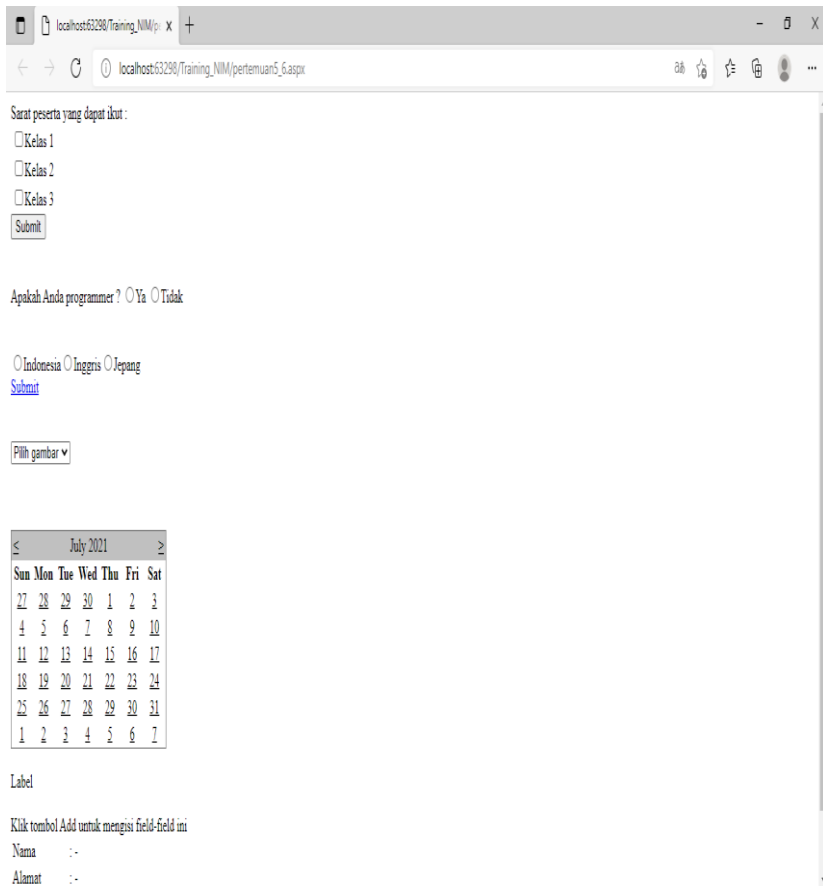 localhost:63298/Training_NIM/p
localhost:63298/Training_NIM/pertemuan5_6.aspx
Sarat peserta yang dapat ikut :
Kelas 1
Kelas 2
Kelas 3
Submit
Apakah Anda programmer ? Ya Tidak
Indonesia Inggris Jepang
Submit
Pilih gambar
< July 2021 >
Sun Mon Tue Wed Thu Fri Sat
27 28 29 30 1 2 3
4 5 6 7 8 9 10
11 12 13 14 15 16 17
18 19 20 21 22 23 24
25 26 27 28 29 30 31
1 2 3 4 5 6 7
Label
Klik tombol Add untuk mengisi field-field ini
Nama : -
Alamat : -